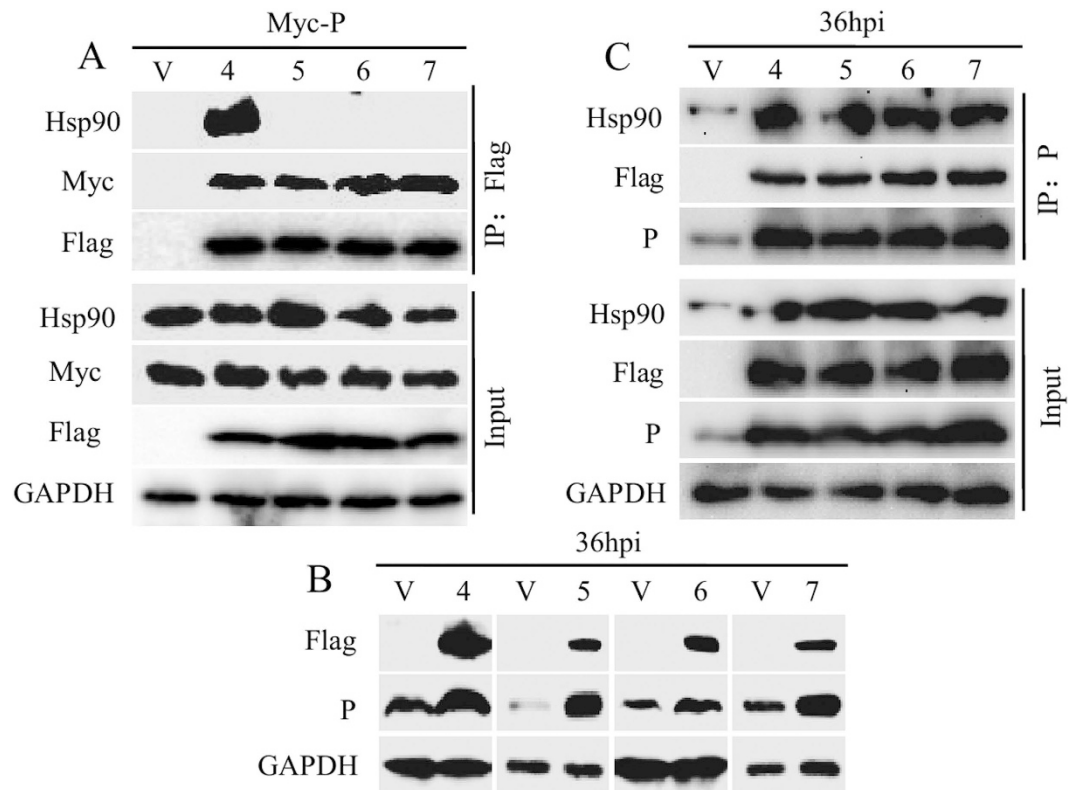 Myc-P
A
V 4 5 6 7
Hsp90
Myc
Flag
IP: Flag
Hsp90
Myc
Flag
GAPDH
Input
36hpi
C
V 4 5 6 7
Hsp90
Flag
P
IP: P
Hsp90
Flag
P
GAPDH
Input
36hpi
B
V 4 V 5 V 6 V 7
Flag
P
GAPDH